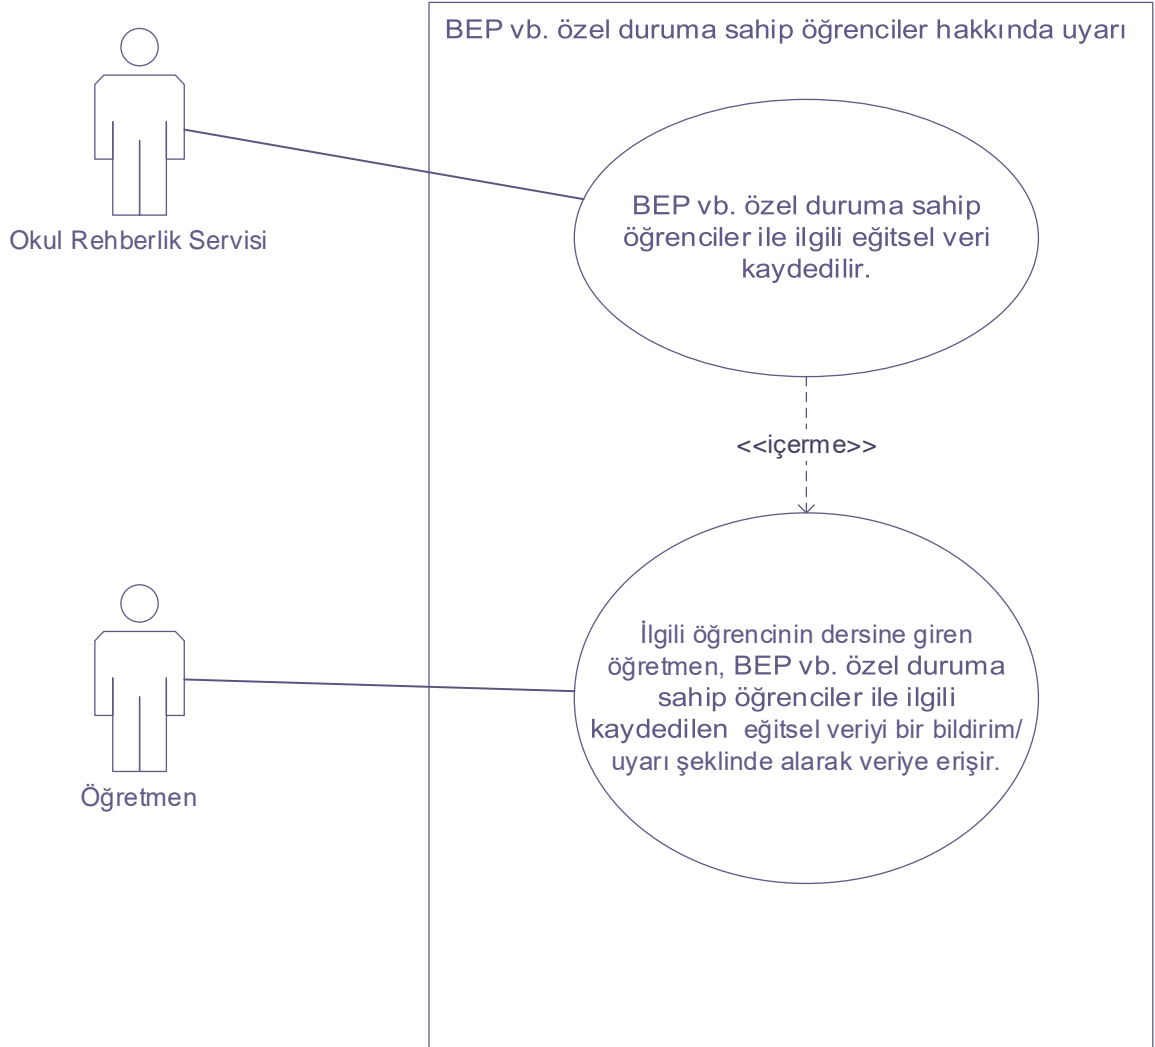 BEP vb. özel duruma sahip öğrenciler hakkında uyarı
BEP vb. özel duruma sahip
öğrenciler ile ilgili eğitsel veri
kaydedilir.
Okul Rehberlik Servisi
<<içerme>>
İlgili öğrencinin dersine giren
öğretmen, BEP vb. özel duruma
sahip öğrenciler ile ilgili
kaydedilen eğitsel veriyi bir bildirim/
uyarı şeklinde alarak veriye erişir.
Öğretmen